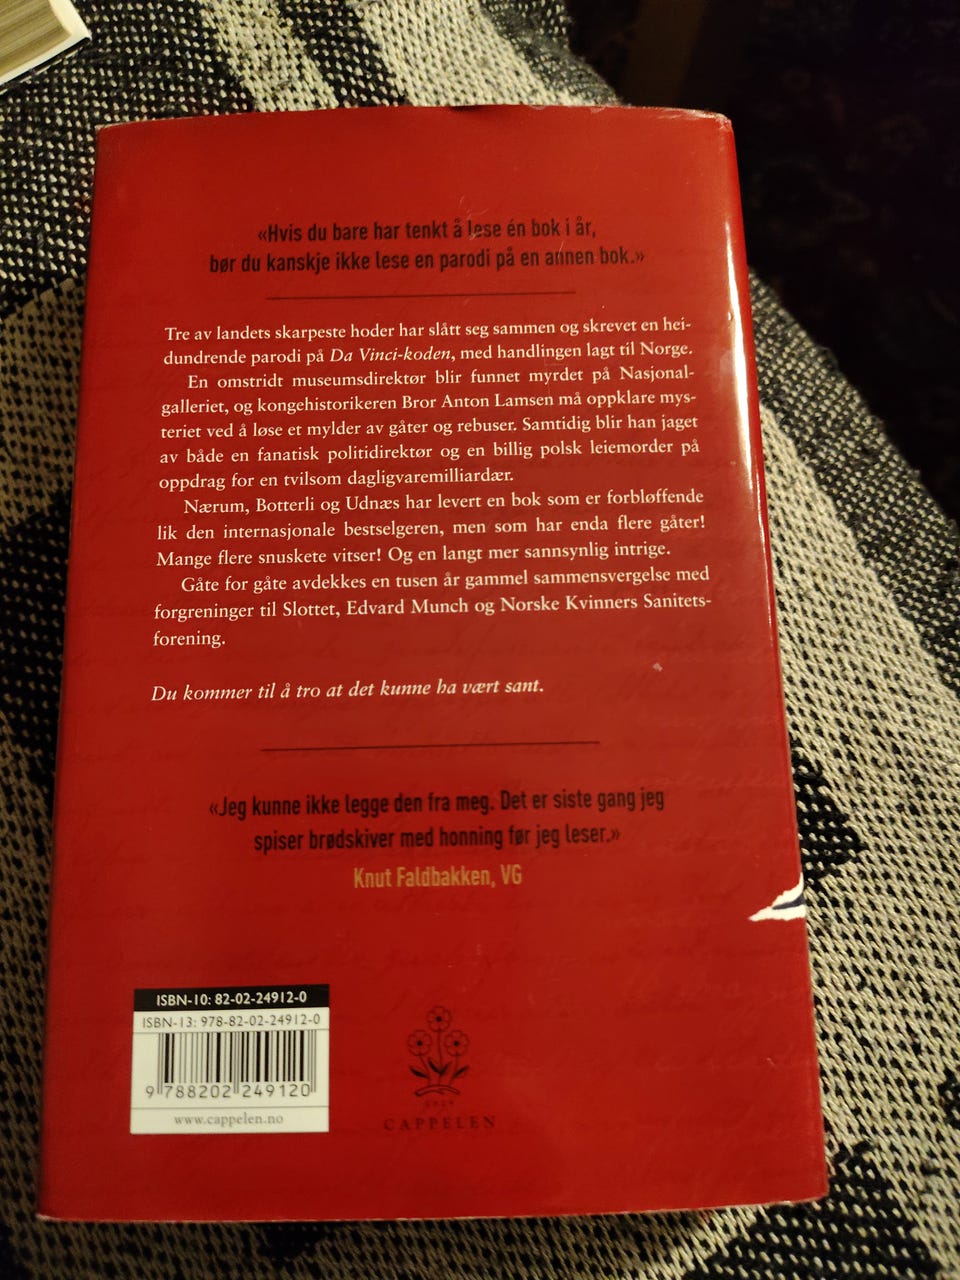 «Hvis du bare har tenkt å lese én bok i år,
bør du kanskje ikke lese en parodi på en annen bok.»
Tre av landets skarpeste hoder har slått seg sammen og skrevet en hei-
dundrende parodi på Da Vinci-koden, med handlingen lagt til Norge.
En omstridt museumsdirektør blir funnet myrdet på Nasjonal-
galleriet, og kongehistorikeren Bror Anton Lamsen må oppklare mys-
teriet ved å løse et mylder av gåter og rebuser. Samtidig blir han jaget
av både en fanatisk politidirektør og en billig polsk leiemorder på
oppdrag for en tvilsom dagligvaremilliardær.
Nærum, Botterli og Udnæs har levert en bok som er forbløffende
lik den internasjonale bestselgeren, men som har enda flere gåter!
Mange flere snuskete vitser! Og en langt mer sannsynlig intrige.
Gåte for gåte avdekkes en tusen år gammel sammensvergelse med
forgreninger til Slottet, Edvard Munch og Norske Kvinners Sanitets-
forening.
Du kommer til å tro at det kunne ha vært sant.
«Jeg kunne ikke legge den fra meg. Det er siste gang jeg
spiser brødskiver med honning før jeg leser.»
Knut Faldbakken, VG
ISBN-10: 82-02-24912-0
ISBN-13: 978-82-02-24912-0
9 788202 249120
www.cappelen.no
1829
CAPPELEN